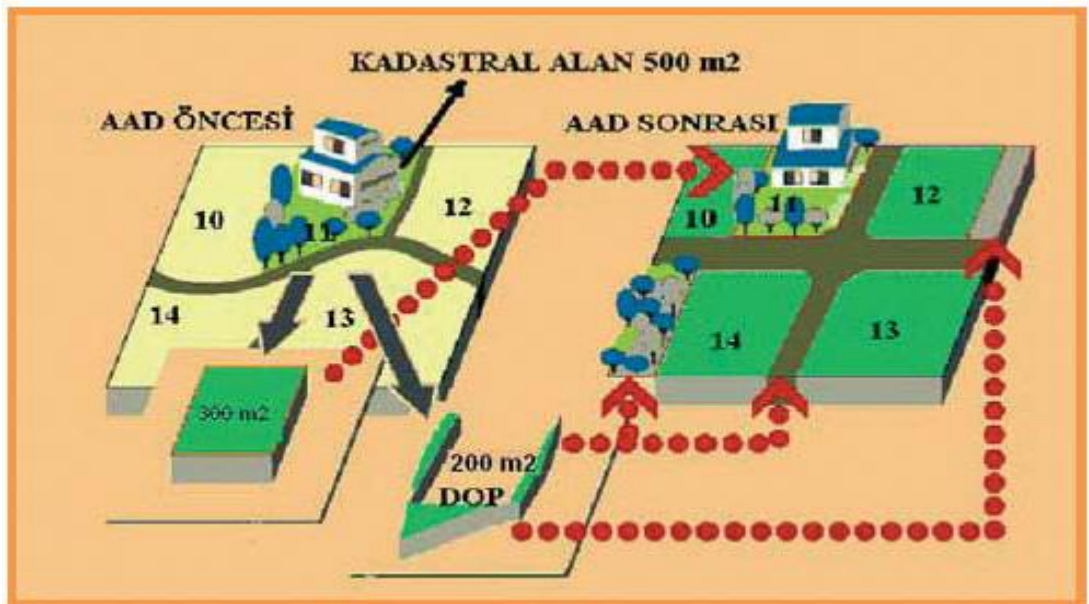 KADASTRAL ALAN 500 m2
AAD ÖNCESİ
AAD SONRASI
10
11
12
14
13
300 m2
200 m2
DOP
10
11
12
14
13